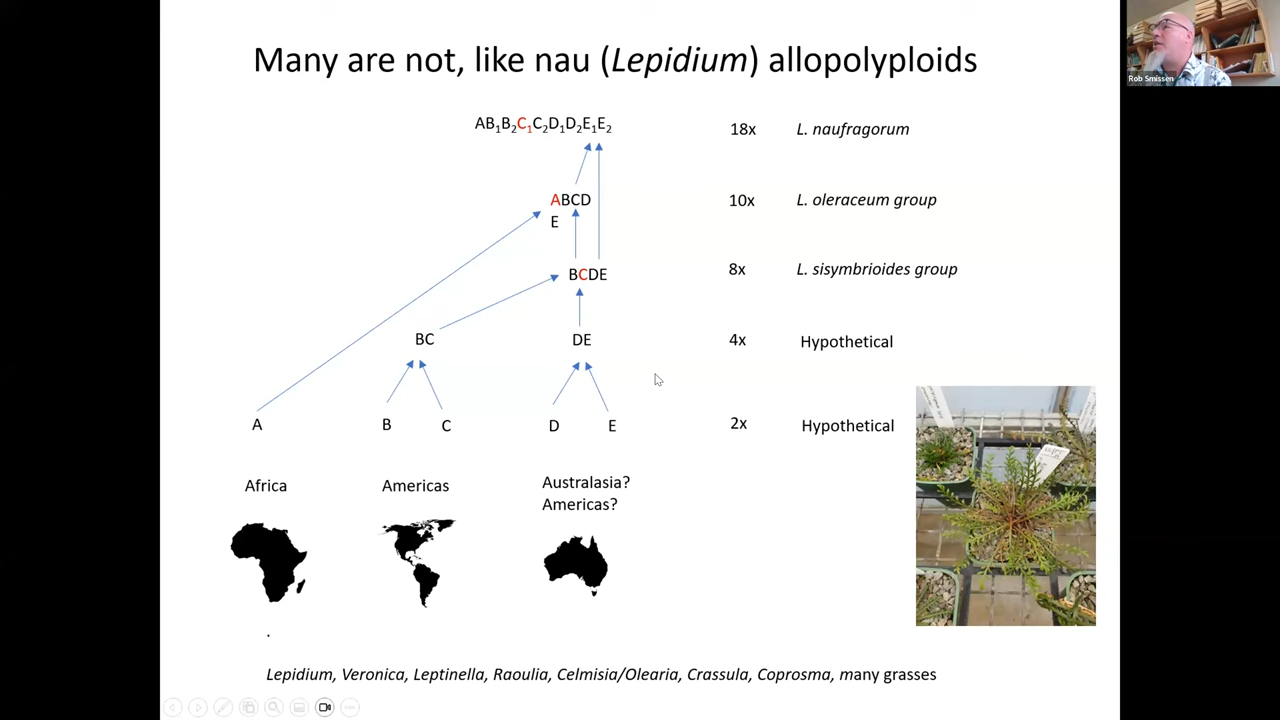 Many are not, like nau (Lepidium) allopolyploids
Rob Smissen
AB₁B₂C₁C₂D₁D₂E₁E₂
18x
L. naufragorum
ABCD
E
10x
L. oleraceum group
BCDE
8x
L. sisymbrioides group
BC
DE
4x
Hypothetical
A
B
C
D
E
2x
Hypothetical
Africa
Americas
Australasia?
Americas?
.
Lepidium, Veronica, Leptinella, Raoulia, Celmisia/Olearia, Crassula, Coprosma, many grasses